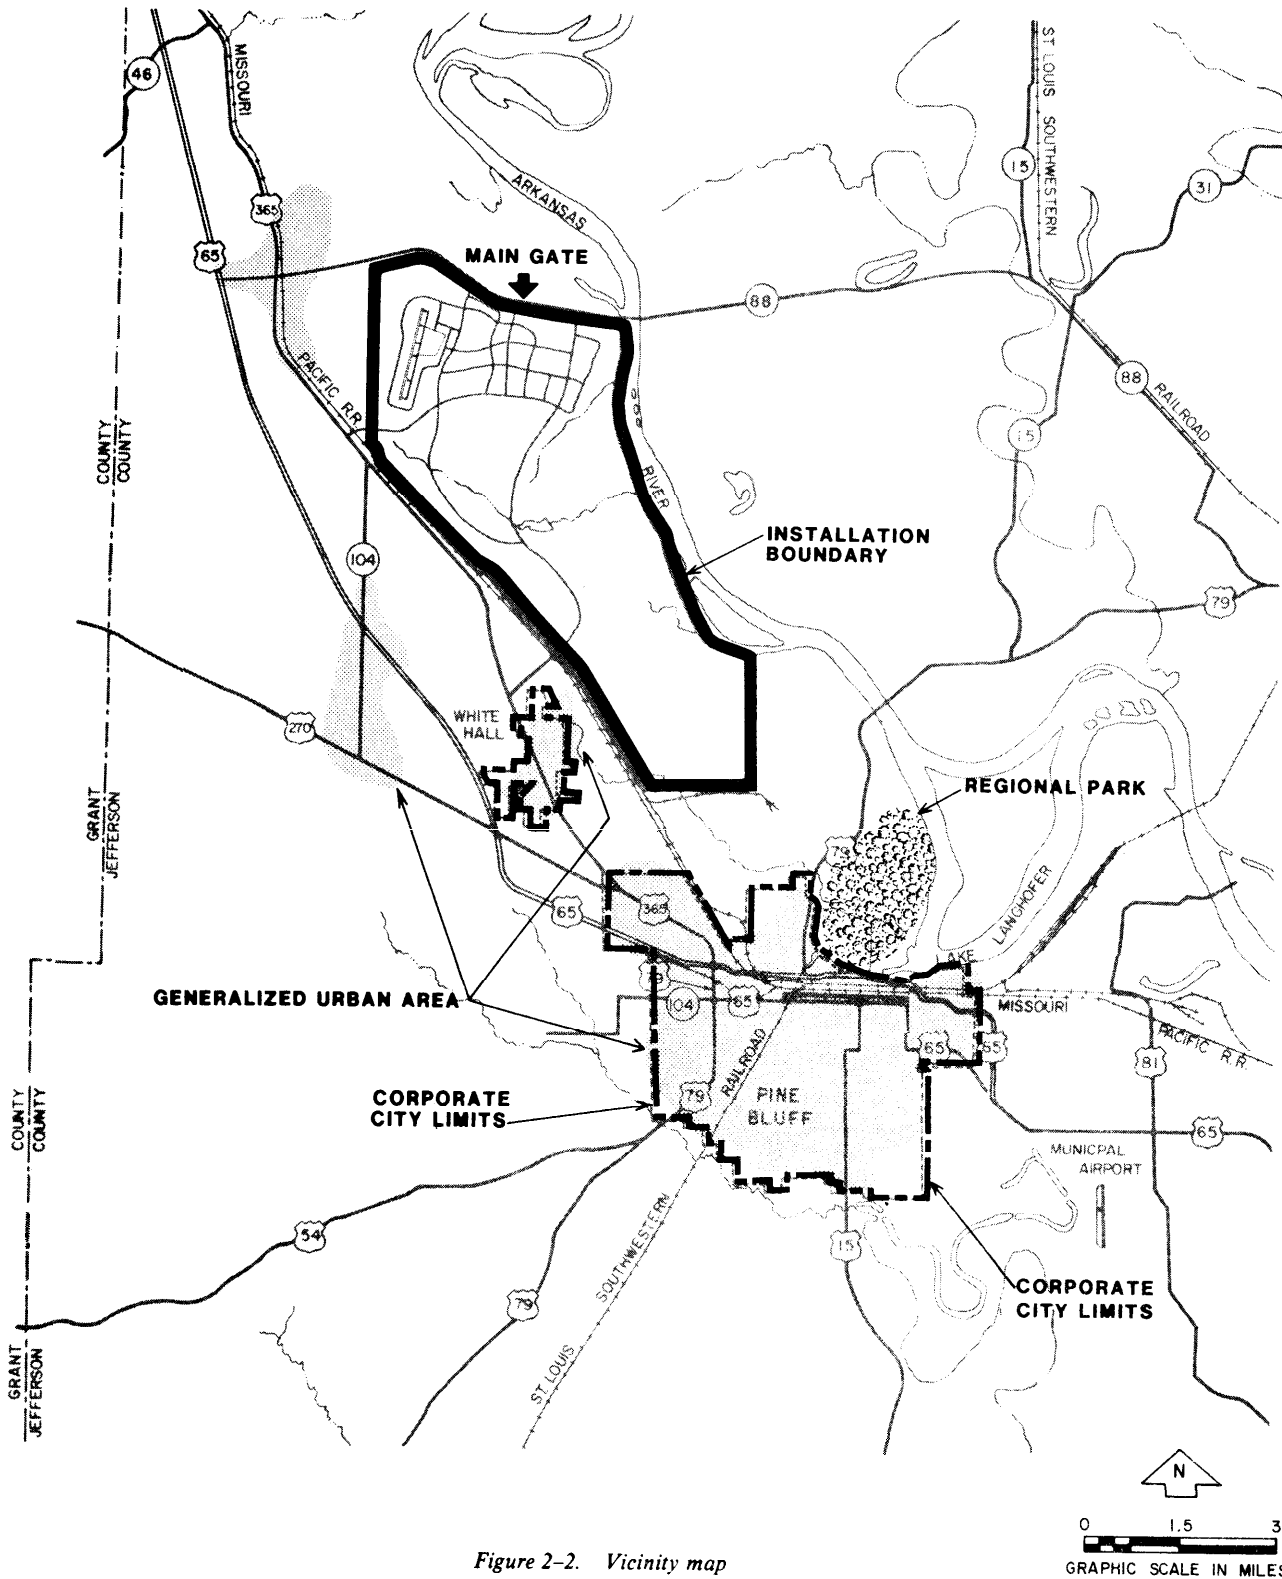 46
MISSOURI
ST. LOUIS SOUTHWESTERN
15
31
365
ARKANSAS
65
MAIN GATE
88
PACIFIC R.R.
88
RAILROAD
COUNTY
COUNTY
15
RIVER
INSTALLATION
BOUNDARY
104
79
WHITE
HALL
270
REGIONAL PARK
GRANT
JEFFERSON
79
LANGHOFER
365
65
LAKE
79
GENERALIZED URBAN AREA
104
65
MISSOURI
PACIFIC R.R.
RAILROAD
65
65
81
CORPORATE
CITY LIMITS
79
PINE
BLUFF
COUNTY
COUNTY
65
MUNICPAL
AIRPORT
54
15
SOUTHWESTERN
79
CORPORATE
CITY LIMITS
ST. LOUIS
GRANT
JEFFERSON
N
0 1.5 3
GRAPHIC SCALE IN MILES
Figure 2–2. Vicinity map